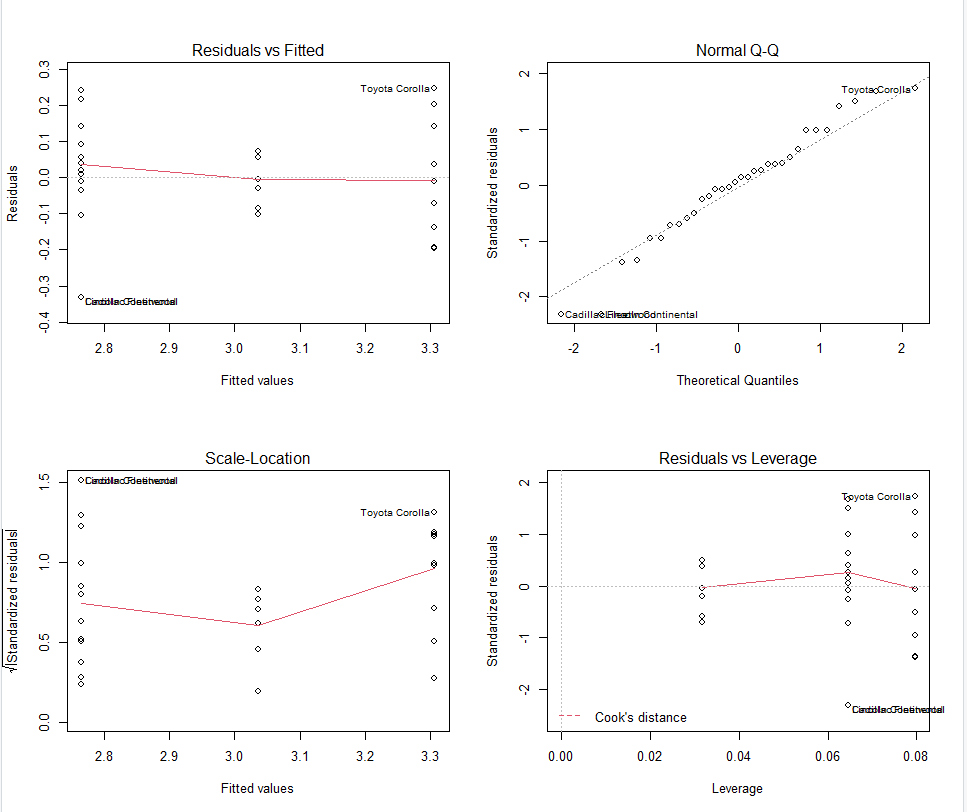 Residuals vs Fitted
Residuals
0.3
0.2
0.1
0.0
-0.1
-0.2
-0.3
-0.4
Toyota Corolla
2.8 2.9 3.0 3.1 3.2 3.3
Fitted values
Normal Q-Q
Standardized residuals
2
1
0
-1
-2
Toyota Corolla
Cadillac Continental
-2 -1 0 1 2
Theoretical Quantiles
Scale-Location
√|Standardized residuals|
1.5
1.0
0.5
0.0
Toyota Corolla
2.8 2.9 3.0 3.1 3.2 3.3
Fitted values
Residuals vs Leverage
Standardized residuals
2
1
0
-1
-2
Toyota Corolla
Cook's distance
0.00 0.02 0.04 0.06 0.08
Leverage